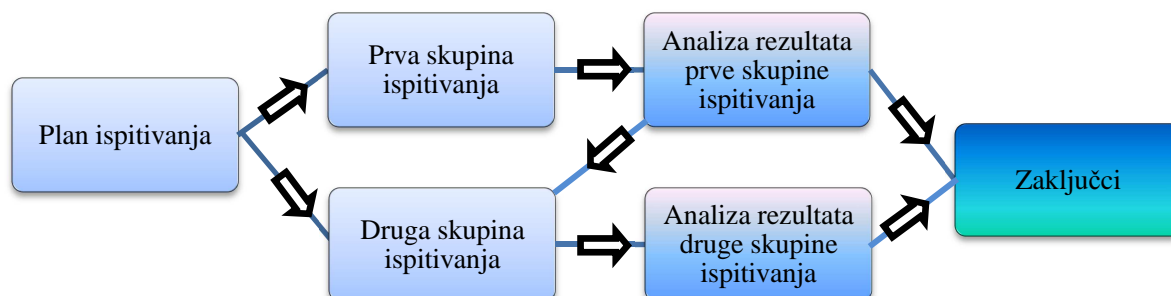 Plan ispitivanja
Prva skupina
ispitivanja
Analiza rezultata
prve skupine
ispitivanja
Druga skupina
ispitivanja
Analiza rezultata
druge skupine
ispitivanja
Zaključci